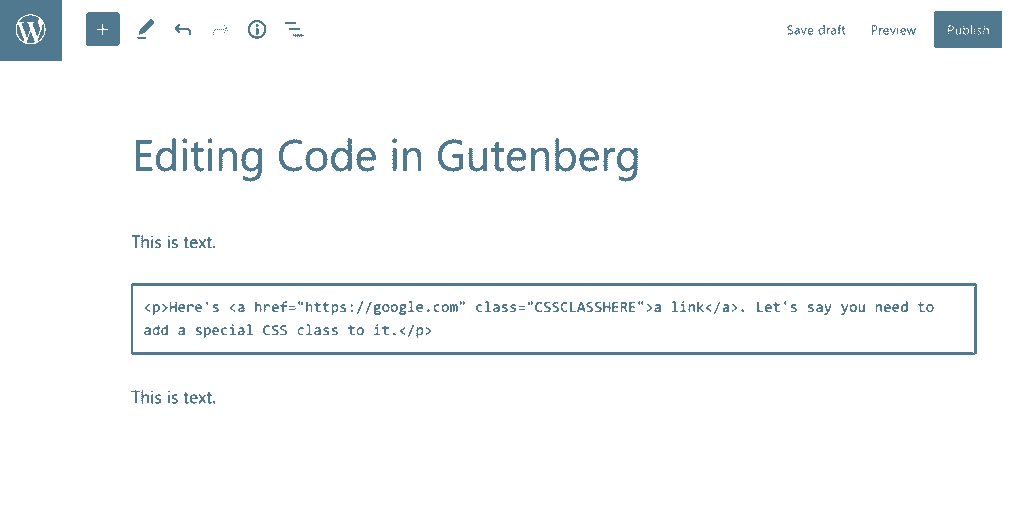 Save draft Preview Publish
Editing Code in Gutenberg
This is text.
<p>Here's <a href="https://google.com" class="CSSCLASSHERE">a link</a>. Let's say you need to
add a special CSS class to it.</p>
This is text.